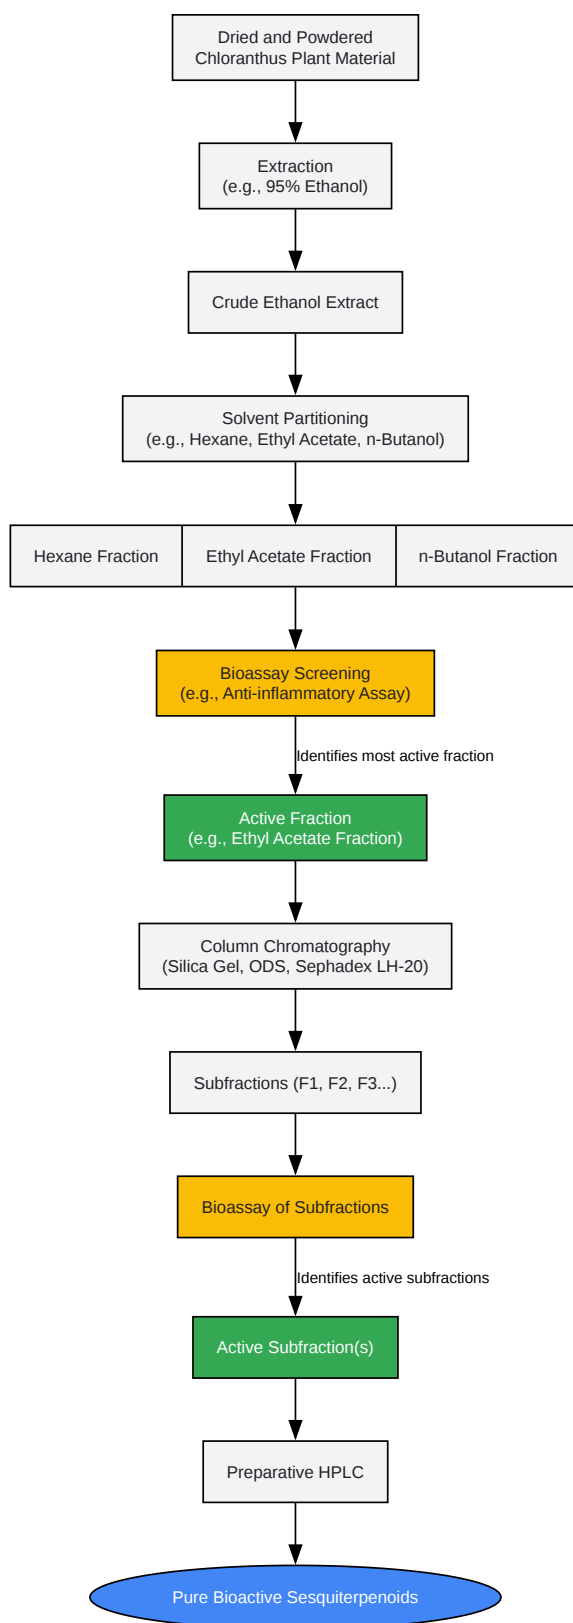 Dried and Powdered
Chloranthus Plant Material
Extraction
(e.g., 95% Ethanol)
Crude Ethanol Extract
Solvent Partitioning
(e.g., Hexane, Ethyl Acetate, n-Butanol)
Hexane Fraction
Ethyl Acetate Fraction
n-Butanol Fraction
Bioassay Screening
(e.g., Anti-inflammatory Assay)
Identifies most active fraction
Active Fraction
(e.g., Ethyl Acetate Fraction)
Column Chromatography
(Silica Gel, ODS, Sephadex LH-20)
Subfractions (F1, F2, F3...)
Bioassay of Subfractions
Identifies active subfractions
Active Subfraction(s)
Preparative HPLC
Pure Bioactive Sesquiterpenoids